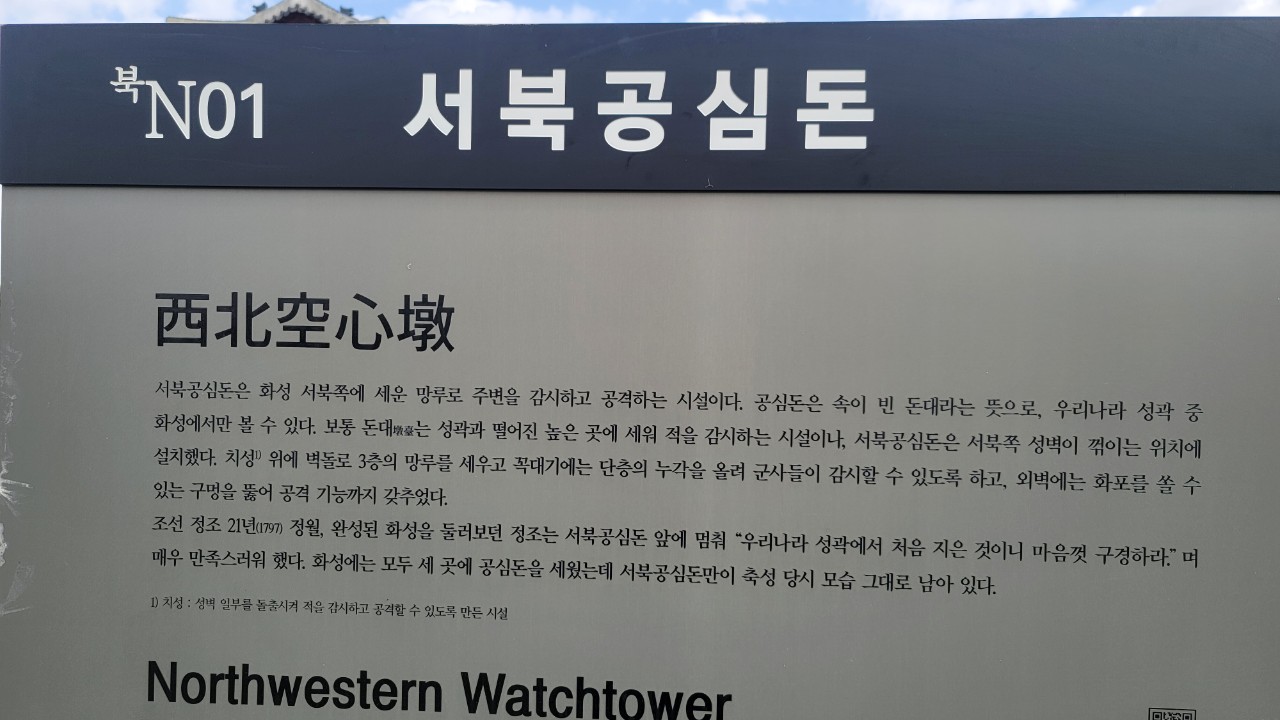 북N01 서북공심돈
西北空心墩
서북공심돈은 화성 서북쪽에 세운 망루로 주변을 감시하고 공격하는 시설이다. 공심돈은 속이 빈 돈대라는 뜻으로, 우리나라 성곽 중
화성에서만 볼 수 있다. 보통 돈대墩臺는 성곽과 떨어진 높은 곳에 세워 적을 감시하는 시설이나, 서북공심돈은 서북쪽 성벽이 꺾이는 위치에
설치했다. 치성1) 위에 벽돌로 3층의 망루를 세우고 꼭대기에는 단층의 누각을 올려 군사들이 감시할 수 있도록 하고, 외벽에는 화포를 쏠 수
있는 구멍을 뚫어 공격 기능까지 갖추었다.
조선 정조 21년(1797) 정월, 완성된 화성을 둘러보던 정조는 서북공심돈 앞에 멈춰 “우리나라 성곽에서 처음 지은 것이니 마음껏 구경하라.” 며
매우 만족스러워 했다. 화성에는 모두 세 곳에 공심돈을 세웠는데 서북공심돈만이 축성 당시 모습 그대로 남아 있다.
1) 치성 : 성벽 일부를 돌출시켜 적을 감시하고 공격할 수 있도록 만든 시설
Northwestern Watchtower